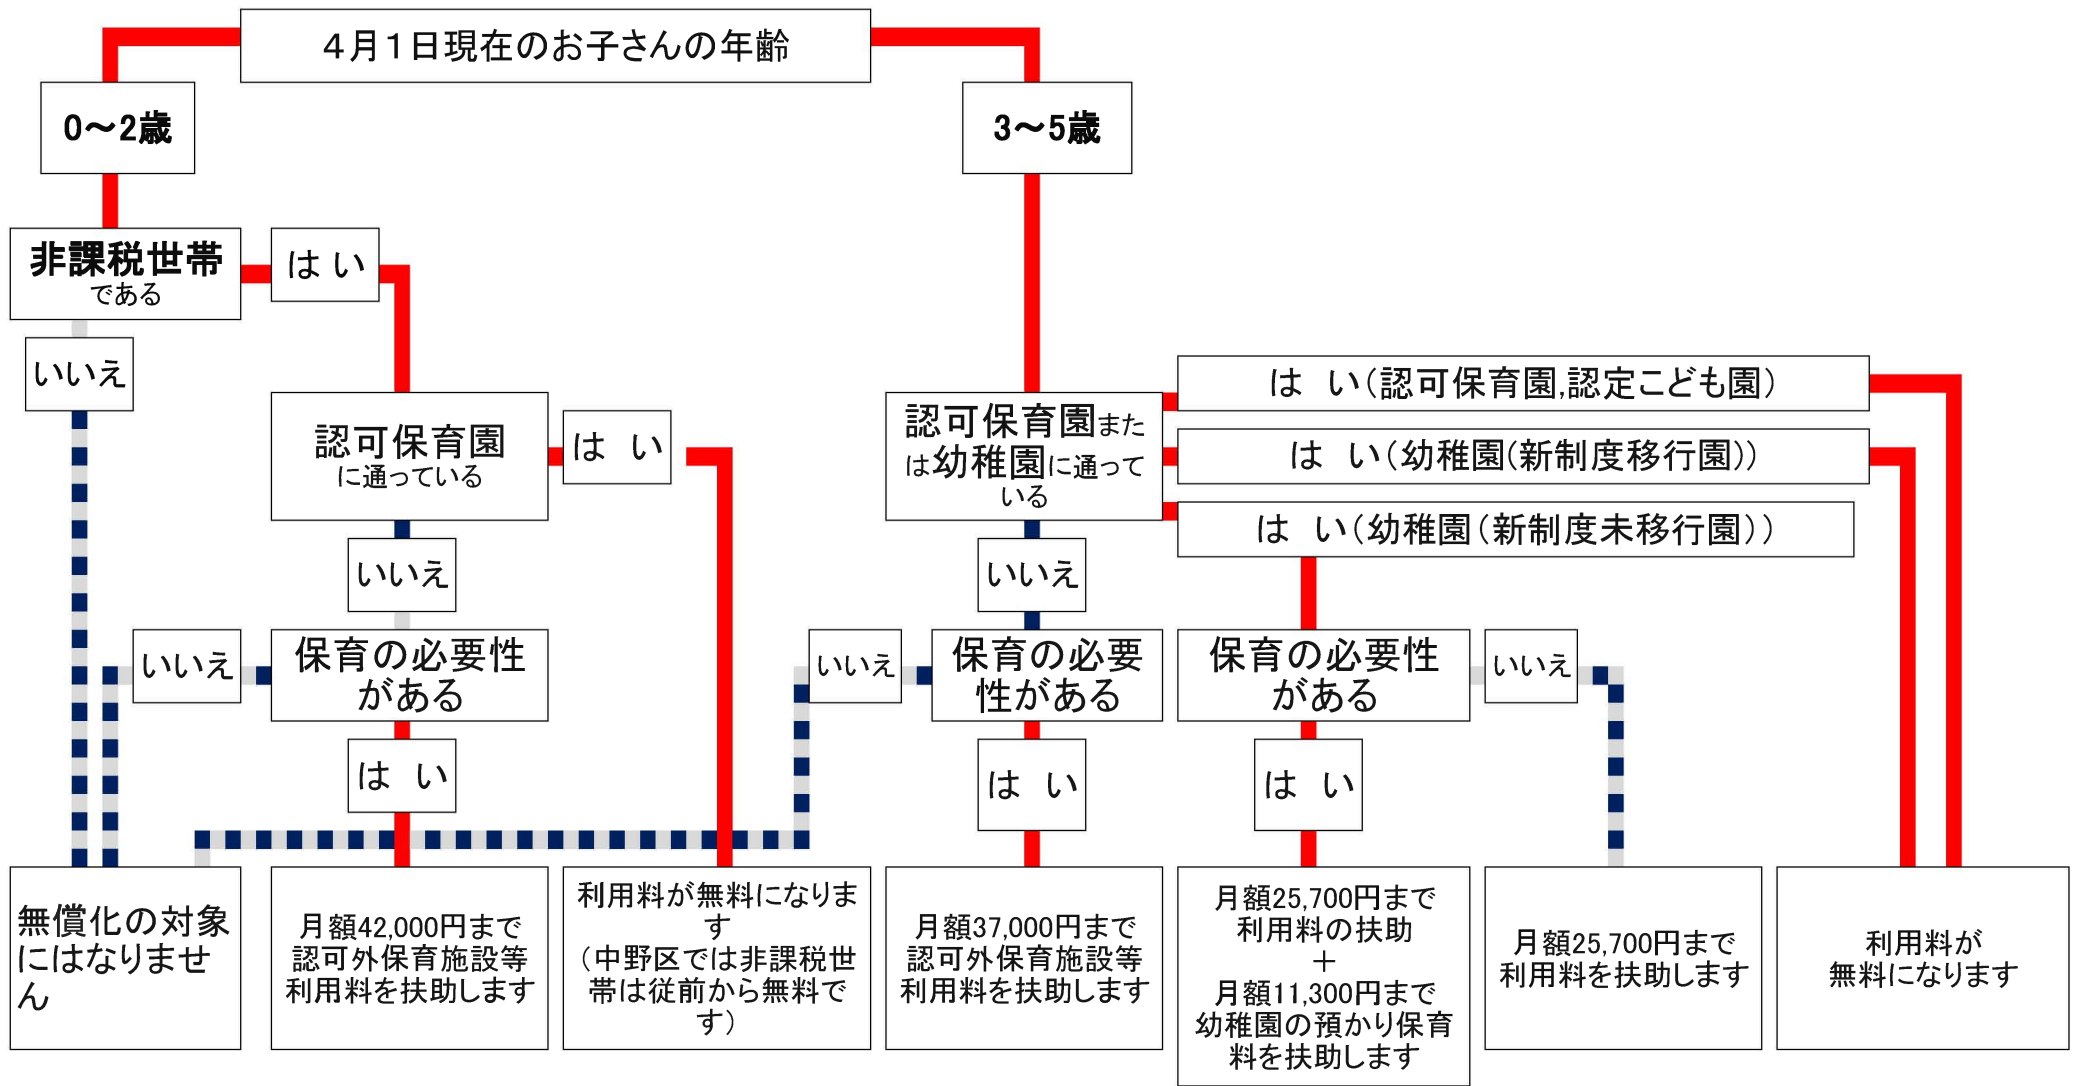 ４月１日現在のお子さんの年齢
0～2歳
3～5歳
非課税世帯
である
はい
いいえ
認可保育園
に通っている
は　い
認可保育園また
は幼稚園に通って
いる
は　い（認可保育園,認定こども園）
は　い（幼稚園(新制度移行園)）
は　い（幼稚園（新制度未移行園））
いいえ
いいえ
いいえ
保育の必要性
がある
いいえ
保育の必要
性がある
保育の必要性
がある
いいえ
は　い
は　い
は　い
無償化の対象
にはなりませ
ん
月額42,000円まで
認可外保育施設等
利用料を扶助します
利用料が無料になりま
す
（中野区では非課税世
帯は従前から無料で
す）
月額37,000円まで
認可外保育施設等
利用料を扶助します
月額25,700円まで
利用料の扶助
＋
月額11,300円まで
幼稚園の預かり保育
料を扶助します
月額25,700円まで
利用料を扶助します
利用料が
無料になります